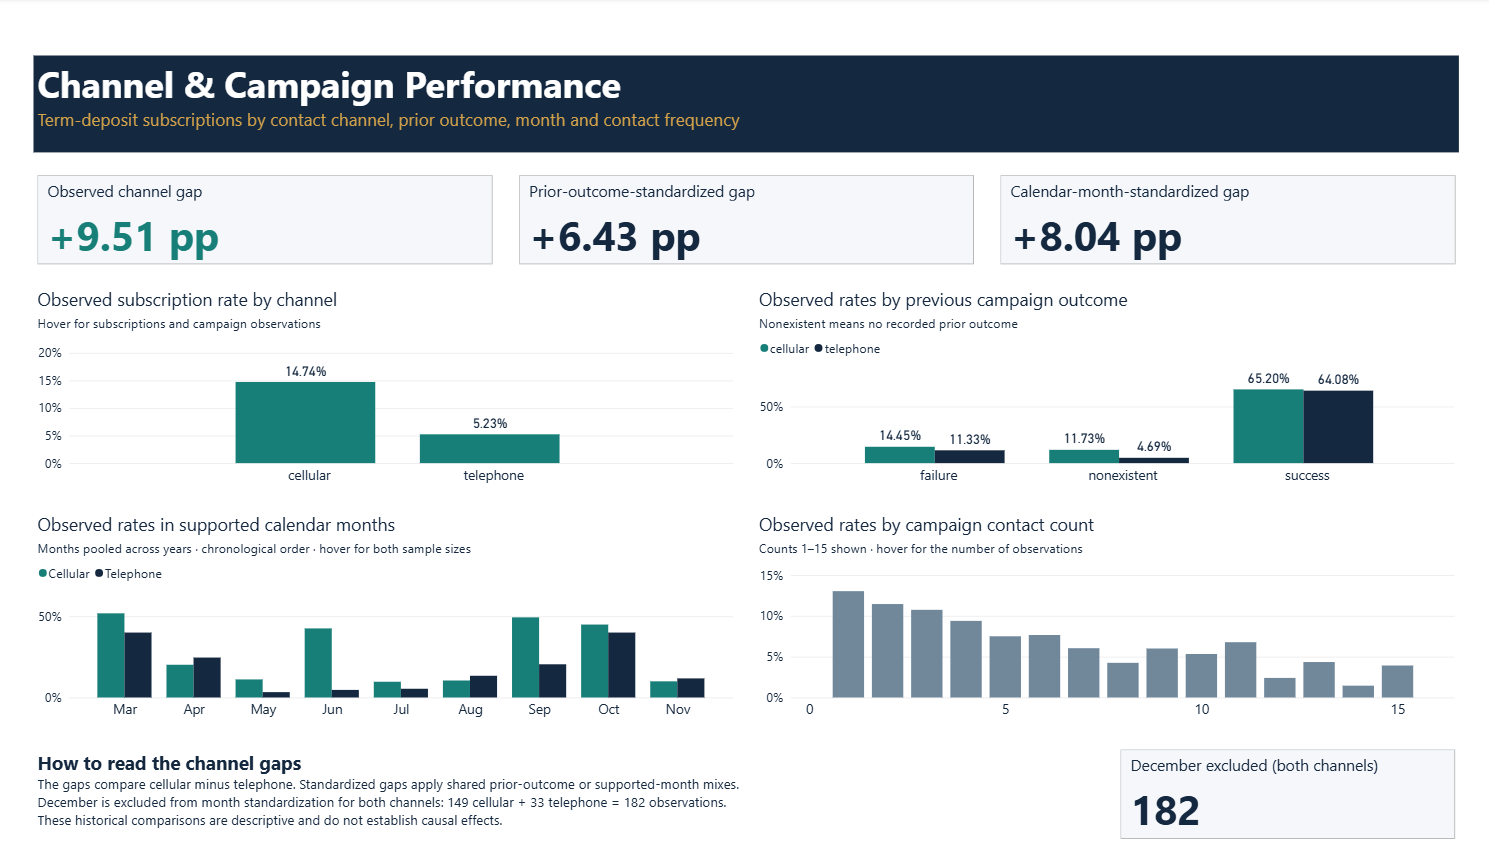 Channel & Campaign Performance
Term-deposit subscriptions by contact channel, prior outcome, month and contact frequency
Observed channel gap
+9.51 pp
Prior-outcome-standardized gap
+6.43 pp
Calendar-month-standardized gap
+8.04 pp
Observed subscription rate by channel
Hover for subscriptions and campaign observations
20%
15%
10%
5%
0%
14.74%
5.23%
cellular
telephone
Observed rates by previous campaign outcome
Nonexistent means no recorded prior outcome
cellular telephone
50%
0%
14.45%
11.33%
11.73%
4.69%
65.20%
64.08%
failure
nonexistent
success
Observed rates in supported calendar months
Months pooled across years · chronological order · hover for both sample sizes
Cellular Telephone
50%
0%
Mar
Apr
May
Jun
Jul
Aug
Sep
Oct
Nov
Observed rates by campaign contact count
Counts 1–15 shown · hover for the number of observations
15%
10%
5%
0%
0
5
10
15
How to read the channel gaps
The gaps compare cellular minus telephone. Standardized gaps apply shared prior-outcome or supported-month mixes.
December is excluded from month standardization for both channels: 149 cellular + 33 telephone = 182 observations.
These historical comparisons are descriptive and do not establish causal effects.
December excluded (both channels)
182